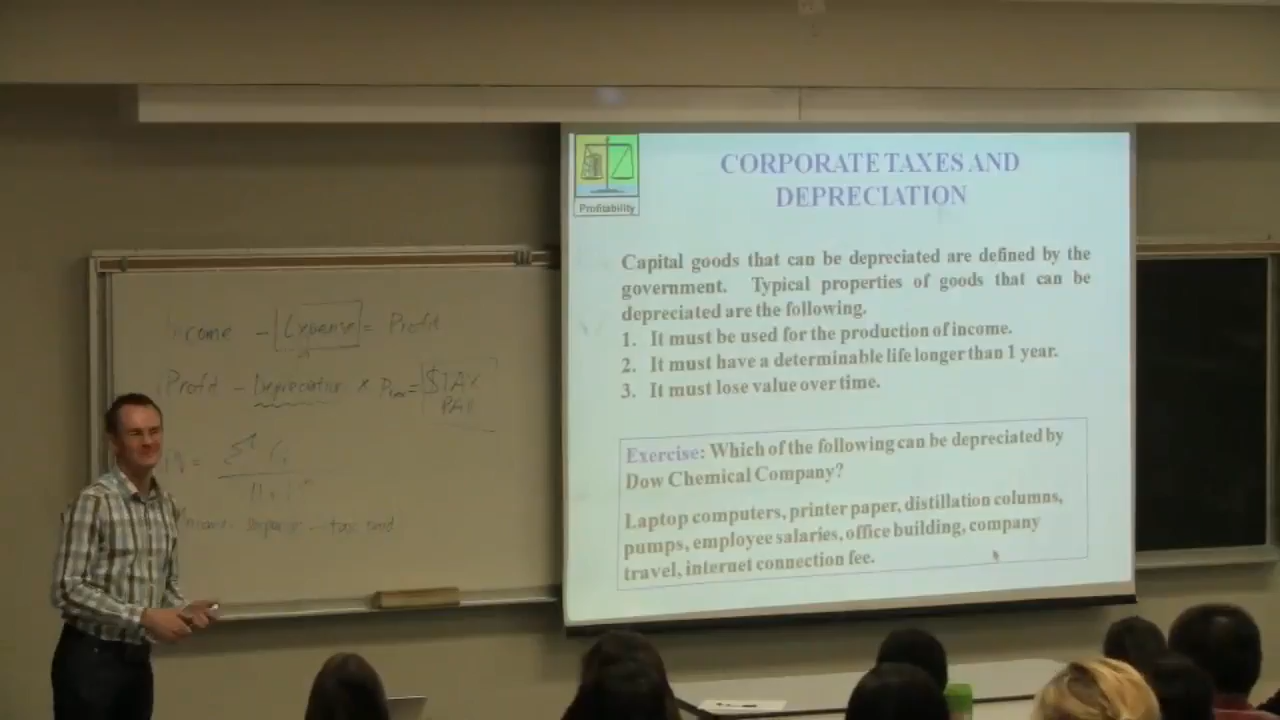 Profitability
CORPORATE TAXES AND
DEPRECIATION
Capital goods that can be depreciated are defined by the
government. Typical properties of goods that can be
depreciated are the following.
1. It must be used for the production of income.
2. It must have a determinable life longer than 1 year.
3. It must lose value over time.
Exercise: Which of the following can be depreciated by
Dow Chemical Company?
Laptop computers, printer paper, distillation columns,
pumps, employee salaries, office building, company
travel, internet connection fee.
Income - Expense = Profit
Profit - Depreciation × = $TAX
PAID